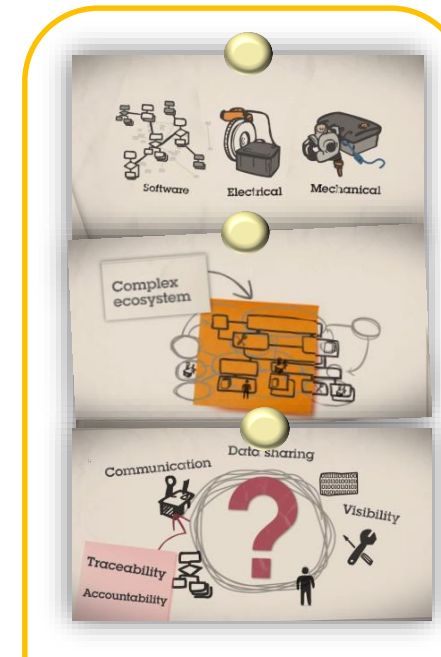 Software
Electrical
Mechanical
Complex
ecosystem
Data sharing
Communication
Visibility
Traceability
Accountability